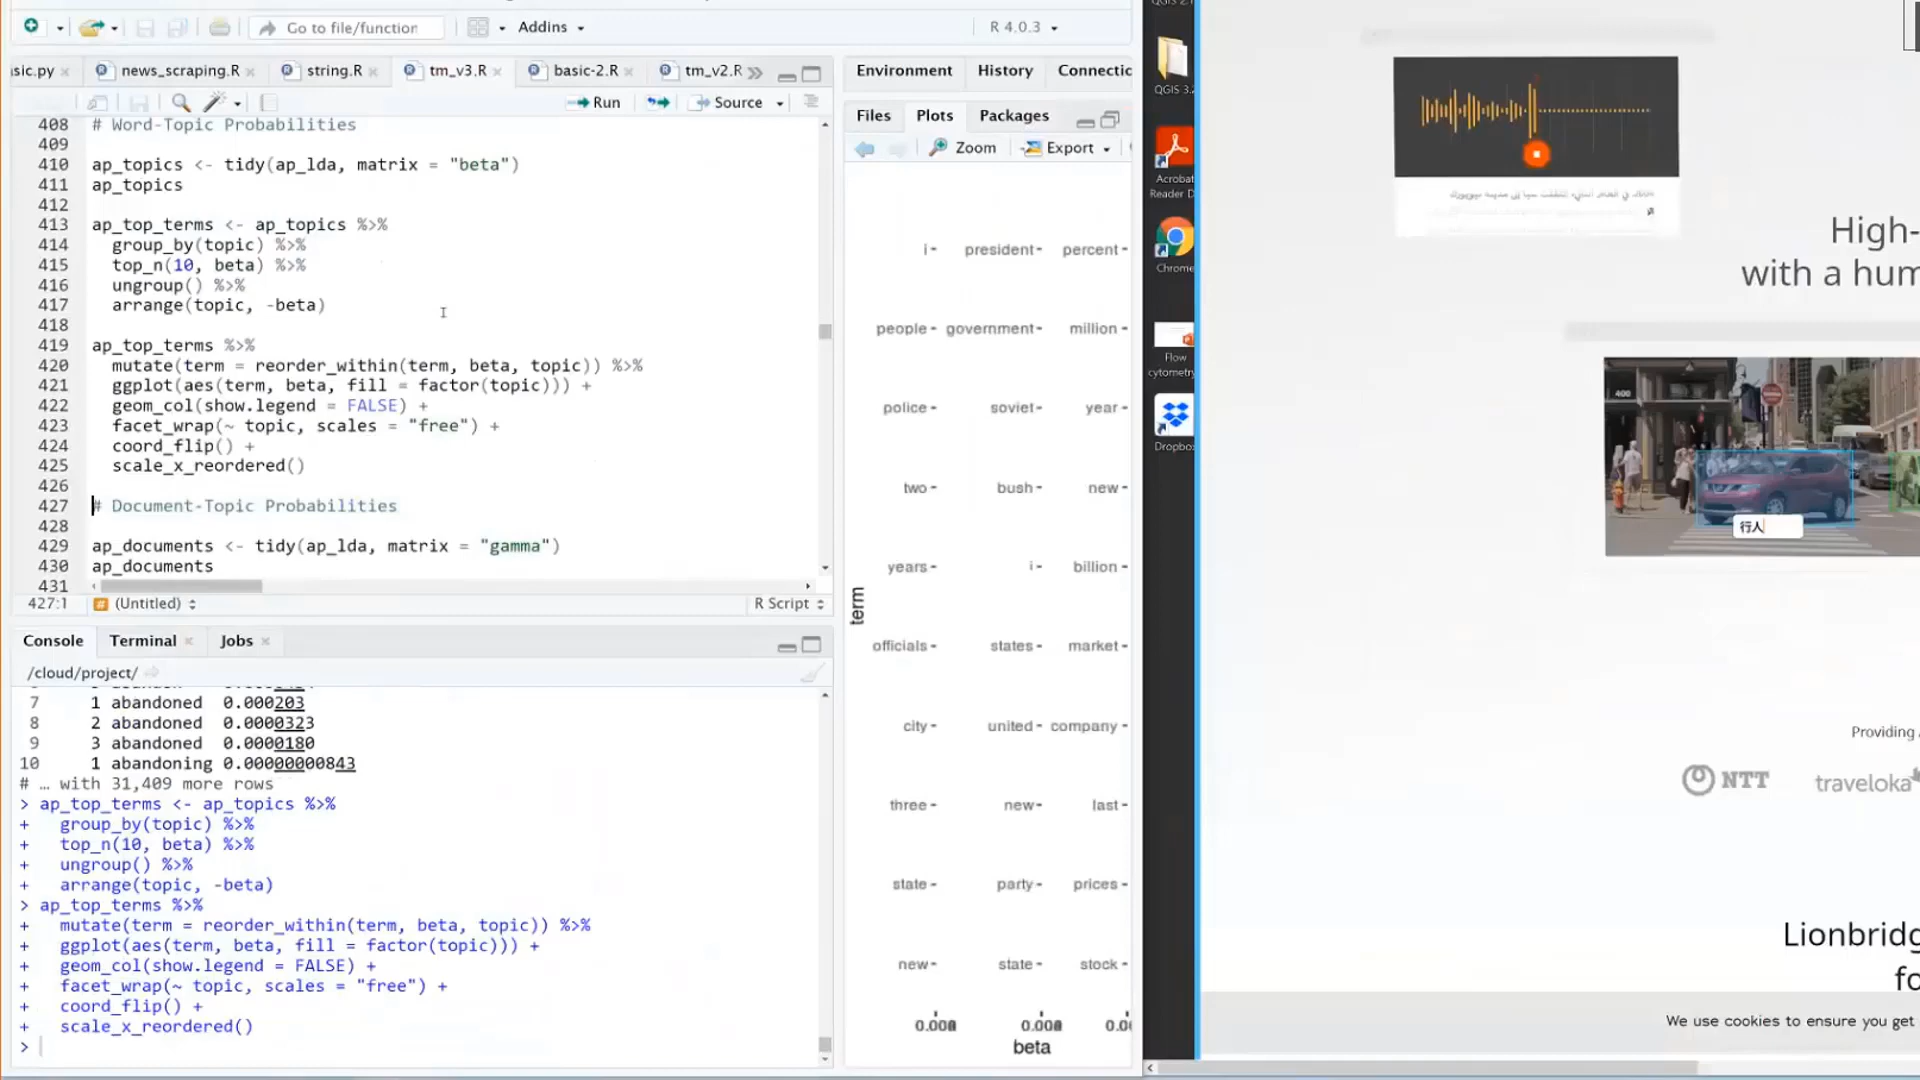 Go to file/function
Addins
R 4.0.3
sic.py
news_scraping.R
string.R
tm_v3.R
basic-2.R
tm_v2.R
Run
Source
408 # Word-Topic Probabilities
409
410 ap_topics <- tidy(ap_lda, matrix = "beta")
411 ap_topics
412
413 ap_top_terms <- ap_topics %>%
414 group_by(topic) %>%
415 top_n(10, beta) %>%
416 ungroup() %>%
417 arrange(topic, -beta)
418
419 ap_top_terms %>%
420 mutate(term = reorder_within(term, beta, topic)) %>%
421 ggplot(aes(term, beta, fill = factor(topic))) +
422 geom_col(show.legend = FALSE) +
423 facet_wrap(~ topic, scales = "free") +
424 coord_flip() +
425 scale_x_reordered()
426
427 # Document-Topic Probabilities
428
429 ap_documents <- tidy(ap_lda, matrix = "gamma")
430 ap_documents
431
427:1 # (Untitled) R Script
Console Terminal Jobs
/cloud/project/
7 1 abandoned 0.000203
8 2 abandoned 0.0000323
9 3 abandoned 0.0000180
10 1 abandoning 0.00000000843
# … with 31,409 more rows
> ap_top_terms <- ap_topics %>%
+ group_by(topic) %>%
+ top_n(10, beta) %>%
+ ungroup() %>%
+ arrange(topic, -beta)
> ap_top_terms %>%
+ mutate(term = reorder_within(term, beta, topic)) %>%
+ ggplot(aes(term, beta, fill = factor(topic))) +
+ geom_col(show.legend = FALSE) +
+ facet_wrap(~ topic, scales = "free") +
+ coord_flip() +
+ scale_x_reordered()
>
Environment History Connectic
Files Plots Packages
Zoom Export
i president percent
people government million
police soviet year
two bush new
years i billion
term
officials states market
city united company
three new last
state party prices
new state stock
beta
QGIS 3.2
Acrobat
Reader D
Chrome
Flow
cytometry
Dropbox
High-
with a hum
400
行人
Providing
NTT
traveloka
Lionbridg
fo
We use cookies to ensure you get